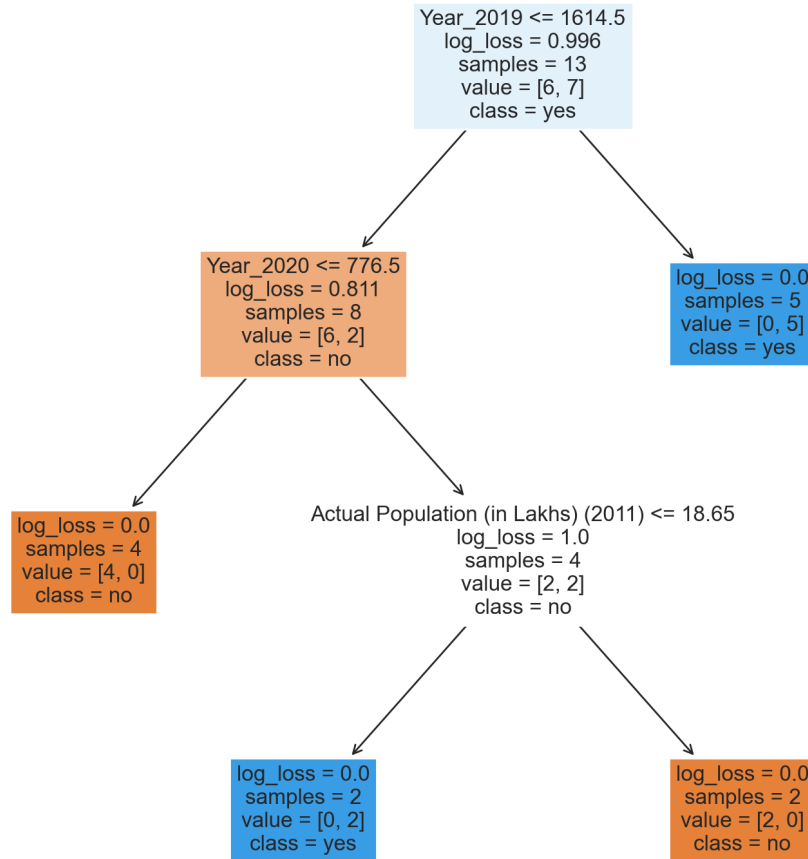 Year_2019 <= 1614.5
log_loss = 0.996
samples = 13
value = [6, 7]
class = yes
Year_2020 <= 776.5
log_loss = 0.811
samples = 8
value = [6, 2]
class = no
log_loss = 0.0
samples = 5
value = [0, 5]
class = yes
log_loss = 0.0
samples = 4
value = [4, 0]
class = no
Actual Population (in Lakhs) (2011) <= 18.65
log_loss = 1.0
samples = 4
value = [2, 2]
class = no
log_loss = 0.0
samples = 2
value = [0, 2]
class = yes
log_loss = 0.0
samples = 2
value = [2, 0]
class = no